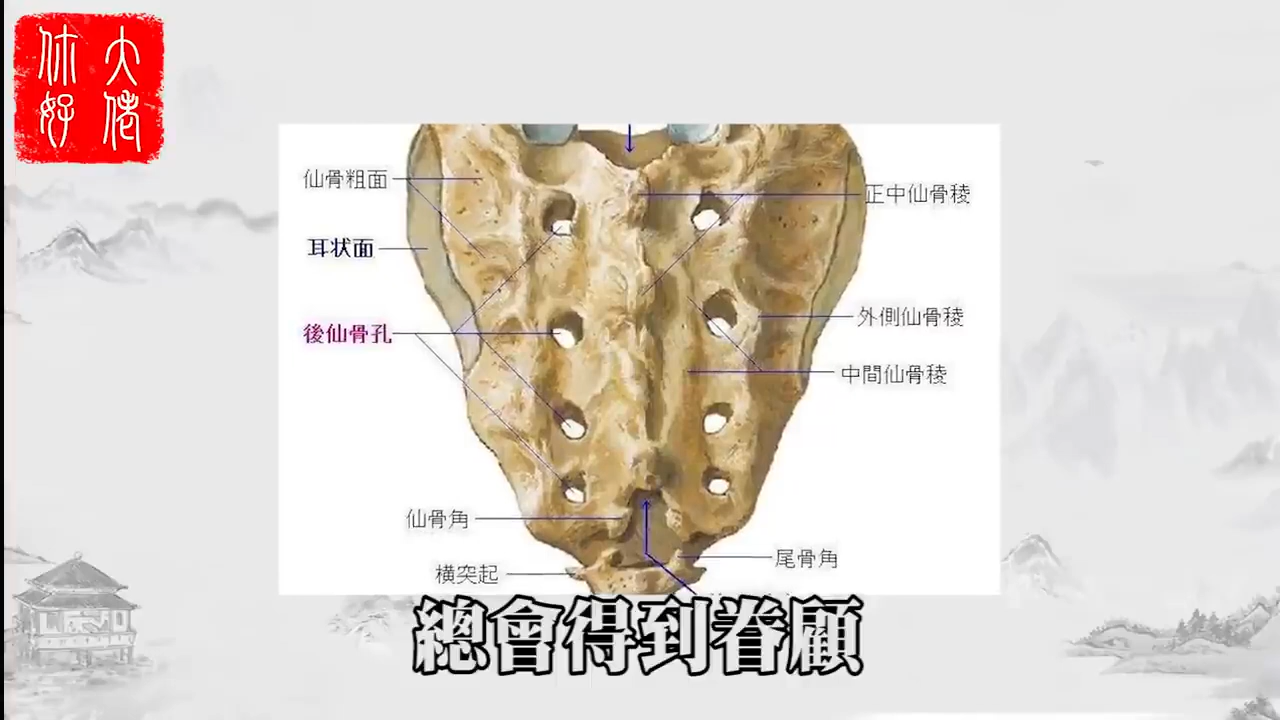 大佬
休好
仙骨粗面
正中仙骨稜
耳状面
外側仙骨稜
後仙骨孔
中間仙骨稜
仙骨角
尾骨角
横突起
總會得到眷顧